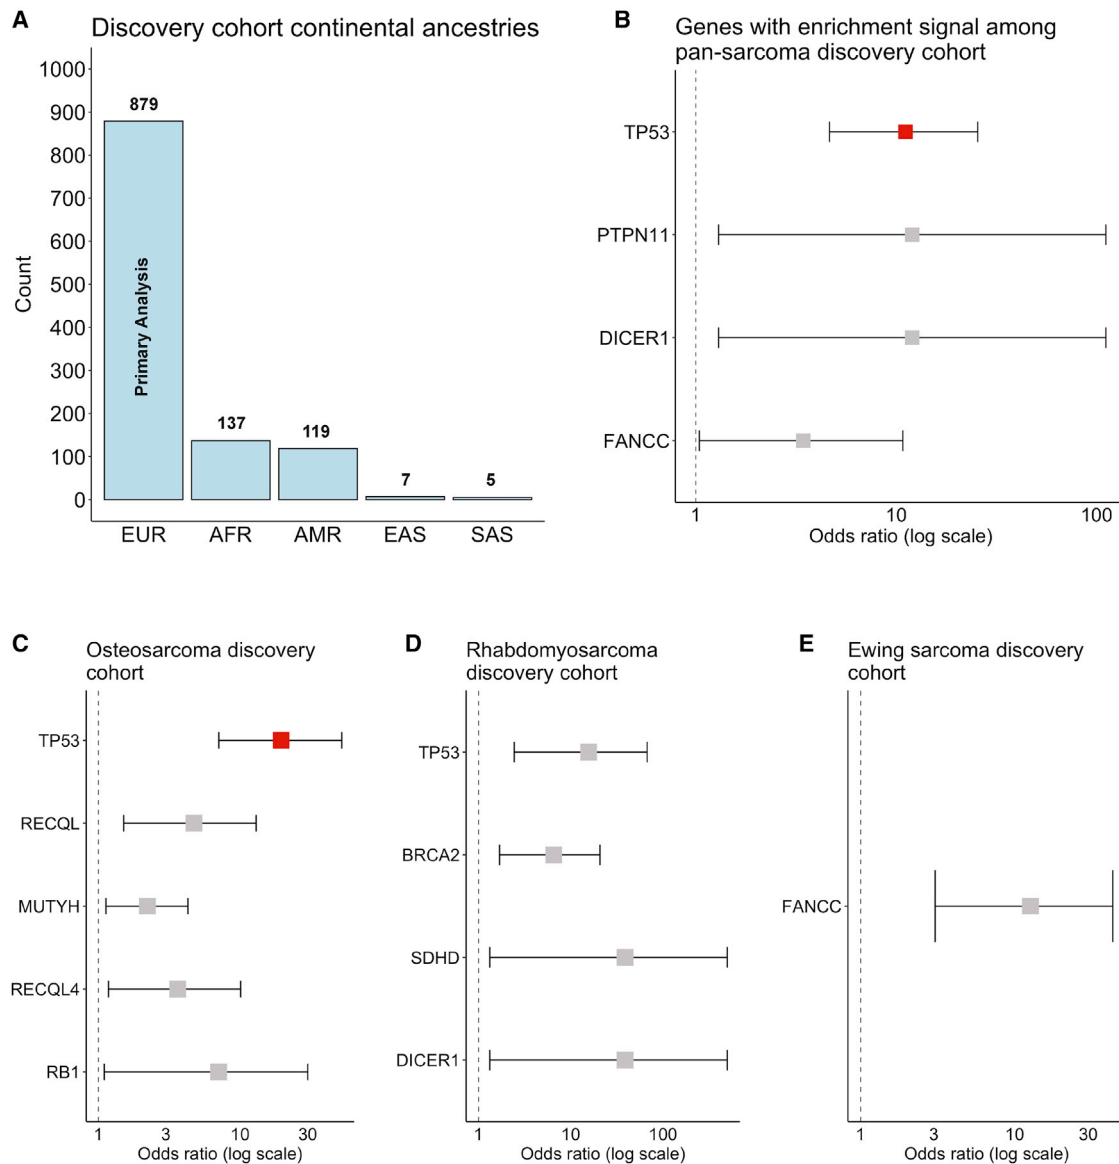 A
Discovery cohort continental ancestries
1000
900
800
700
600
500
400
300
200
100
0
Count
879
137
119
7
5
Primary Analysis
EUR AFR AMR EAS SAS
B
Genes with enrichment signal among
pan-sarcoma discovery cohort
TP53
PTPN11
DICER1
FANCC
1 10 100
Odds ratio (log scale)
C
Osteosarcoma discovery
cohort
TP53
RECQL
MUTYH
RECQL4
RB1
1 3 10 30
Odds ratio (log scale)
D
Rhabdomyosarcoma
discovery cohort
TP53
BRCA2
SDHD
DICER1
1 10 100
Odds ratio (log scale)
E
Ewing sarcoma discovery
cohort
FANCC
1 3 10 30
Odds ratio (log scale)